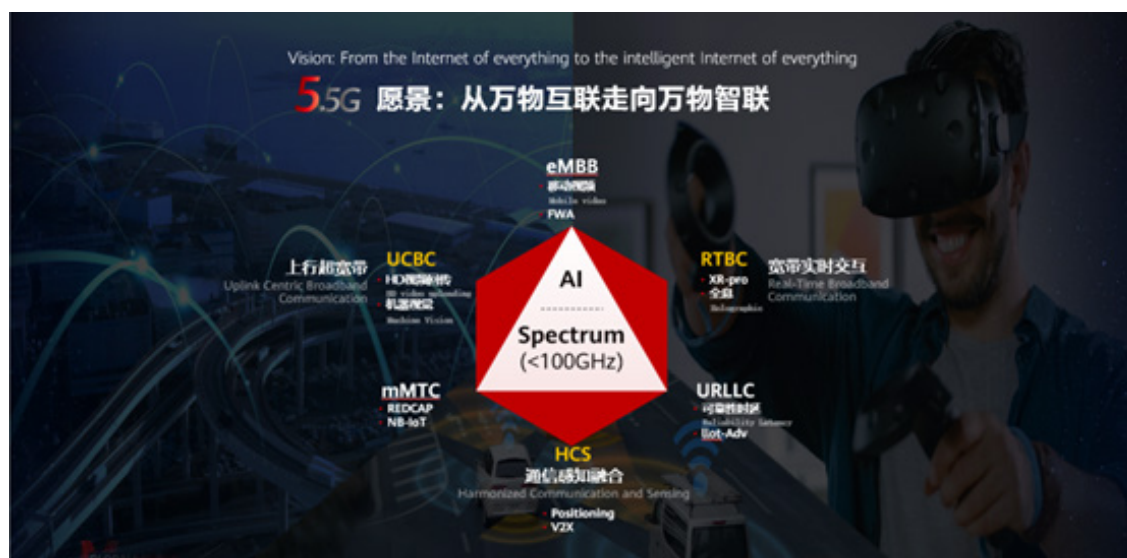 Vision: From the Internet of everything to the intelligent Internet of everything
5.5G 愿景：从万物互联走向万物智联
eMBB
移动视频
Mobile video
FWA
上行超宽带
Uplink Centric Broadband
Communication
UCBC
HD视频回传
HD video uploading
机器视觉
Machine Vision
AI
Spectrum
(<100GHz)
RTBC
XR-pro
全息
Holographic
宽带实时交互
Real-Time Broadband
Communication
mMTC
REDCAP
NB-IoT
URLLC
可靠性时延
Reliability latency
IIot-Adv
HCS
通信感知融合
Harmonized Communication and Sensing
Positioning
V2X